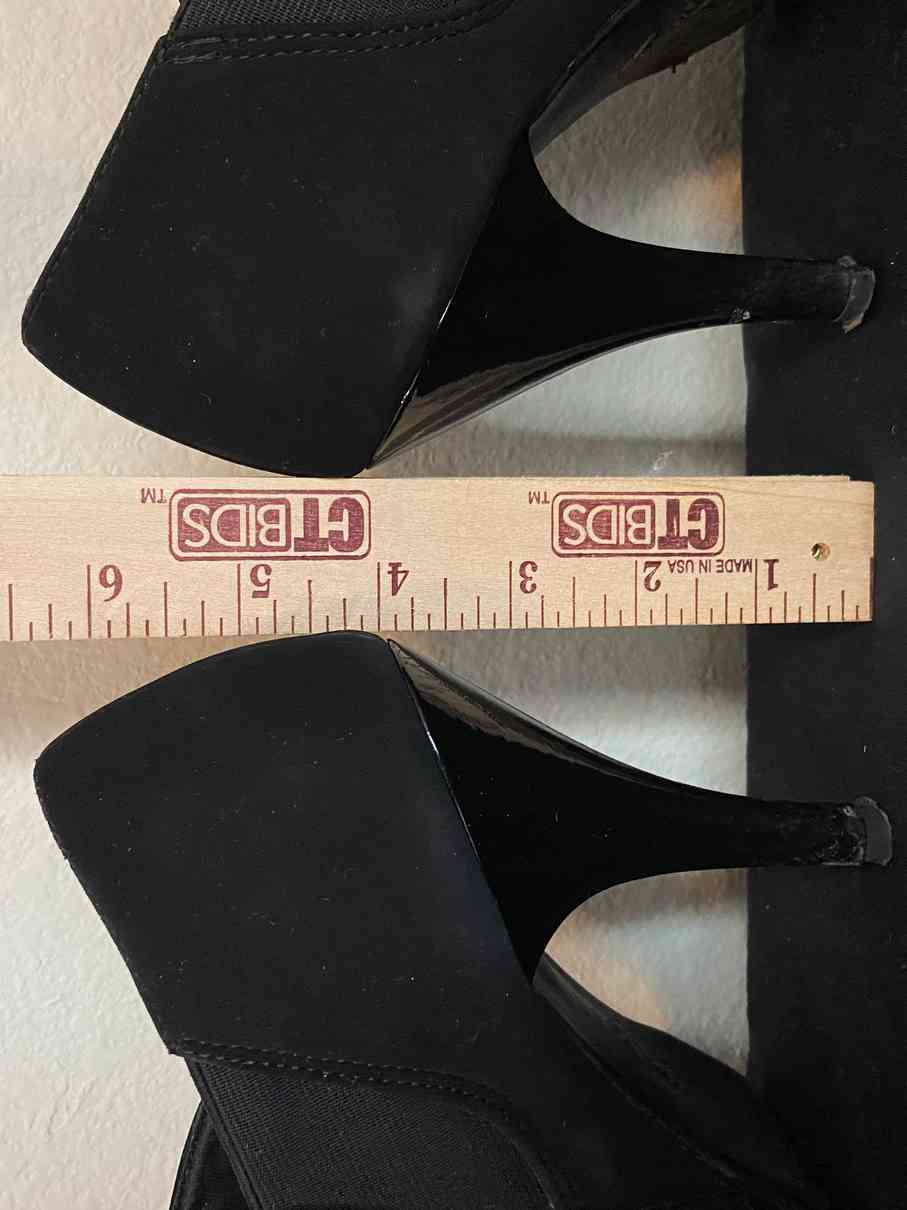 1 2 3 4 5 6
MADE IN USA
CTBIDS TM
CTBIDS TM